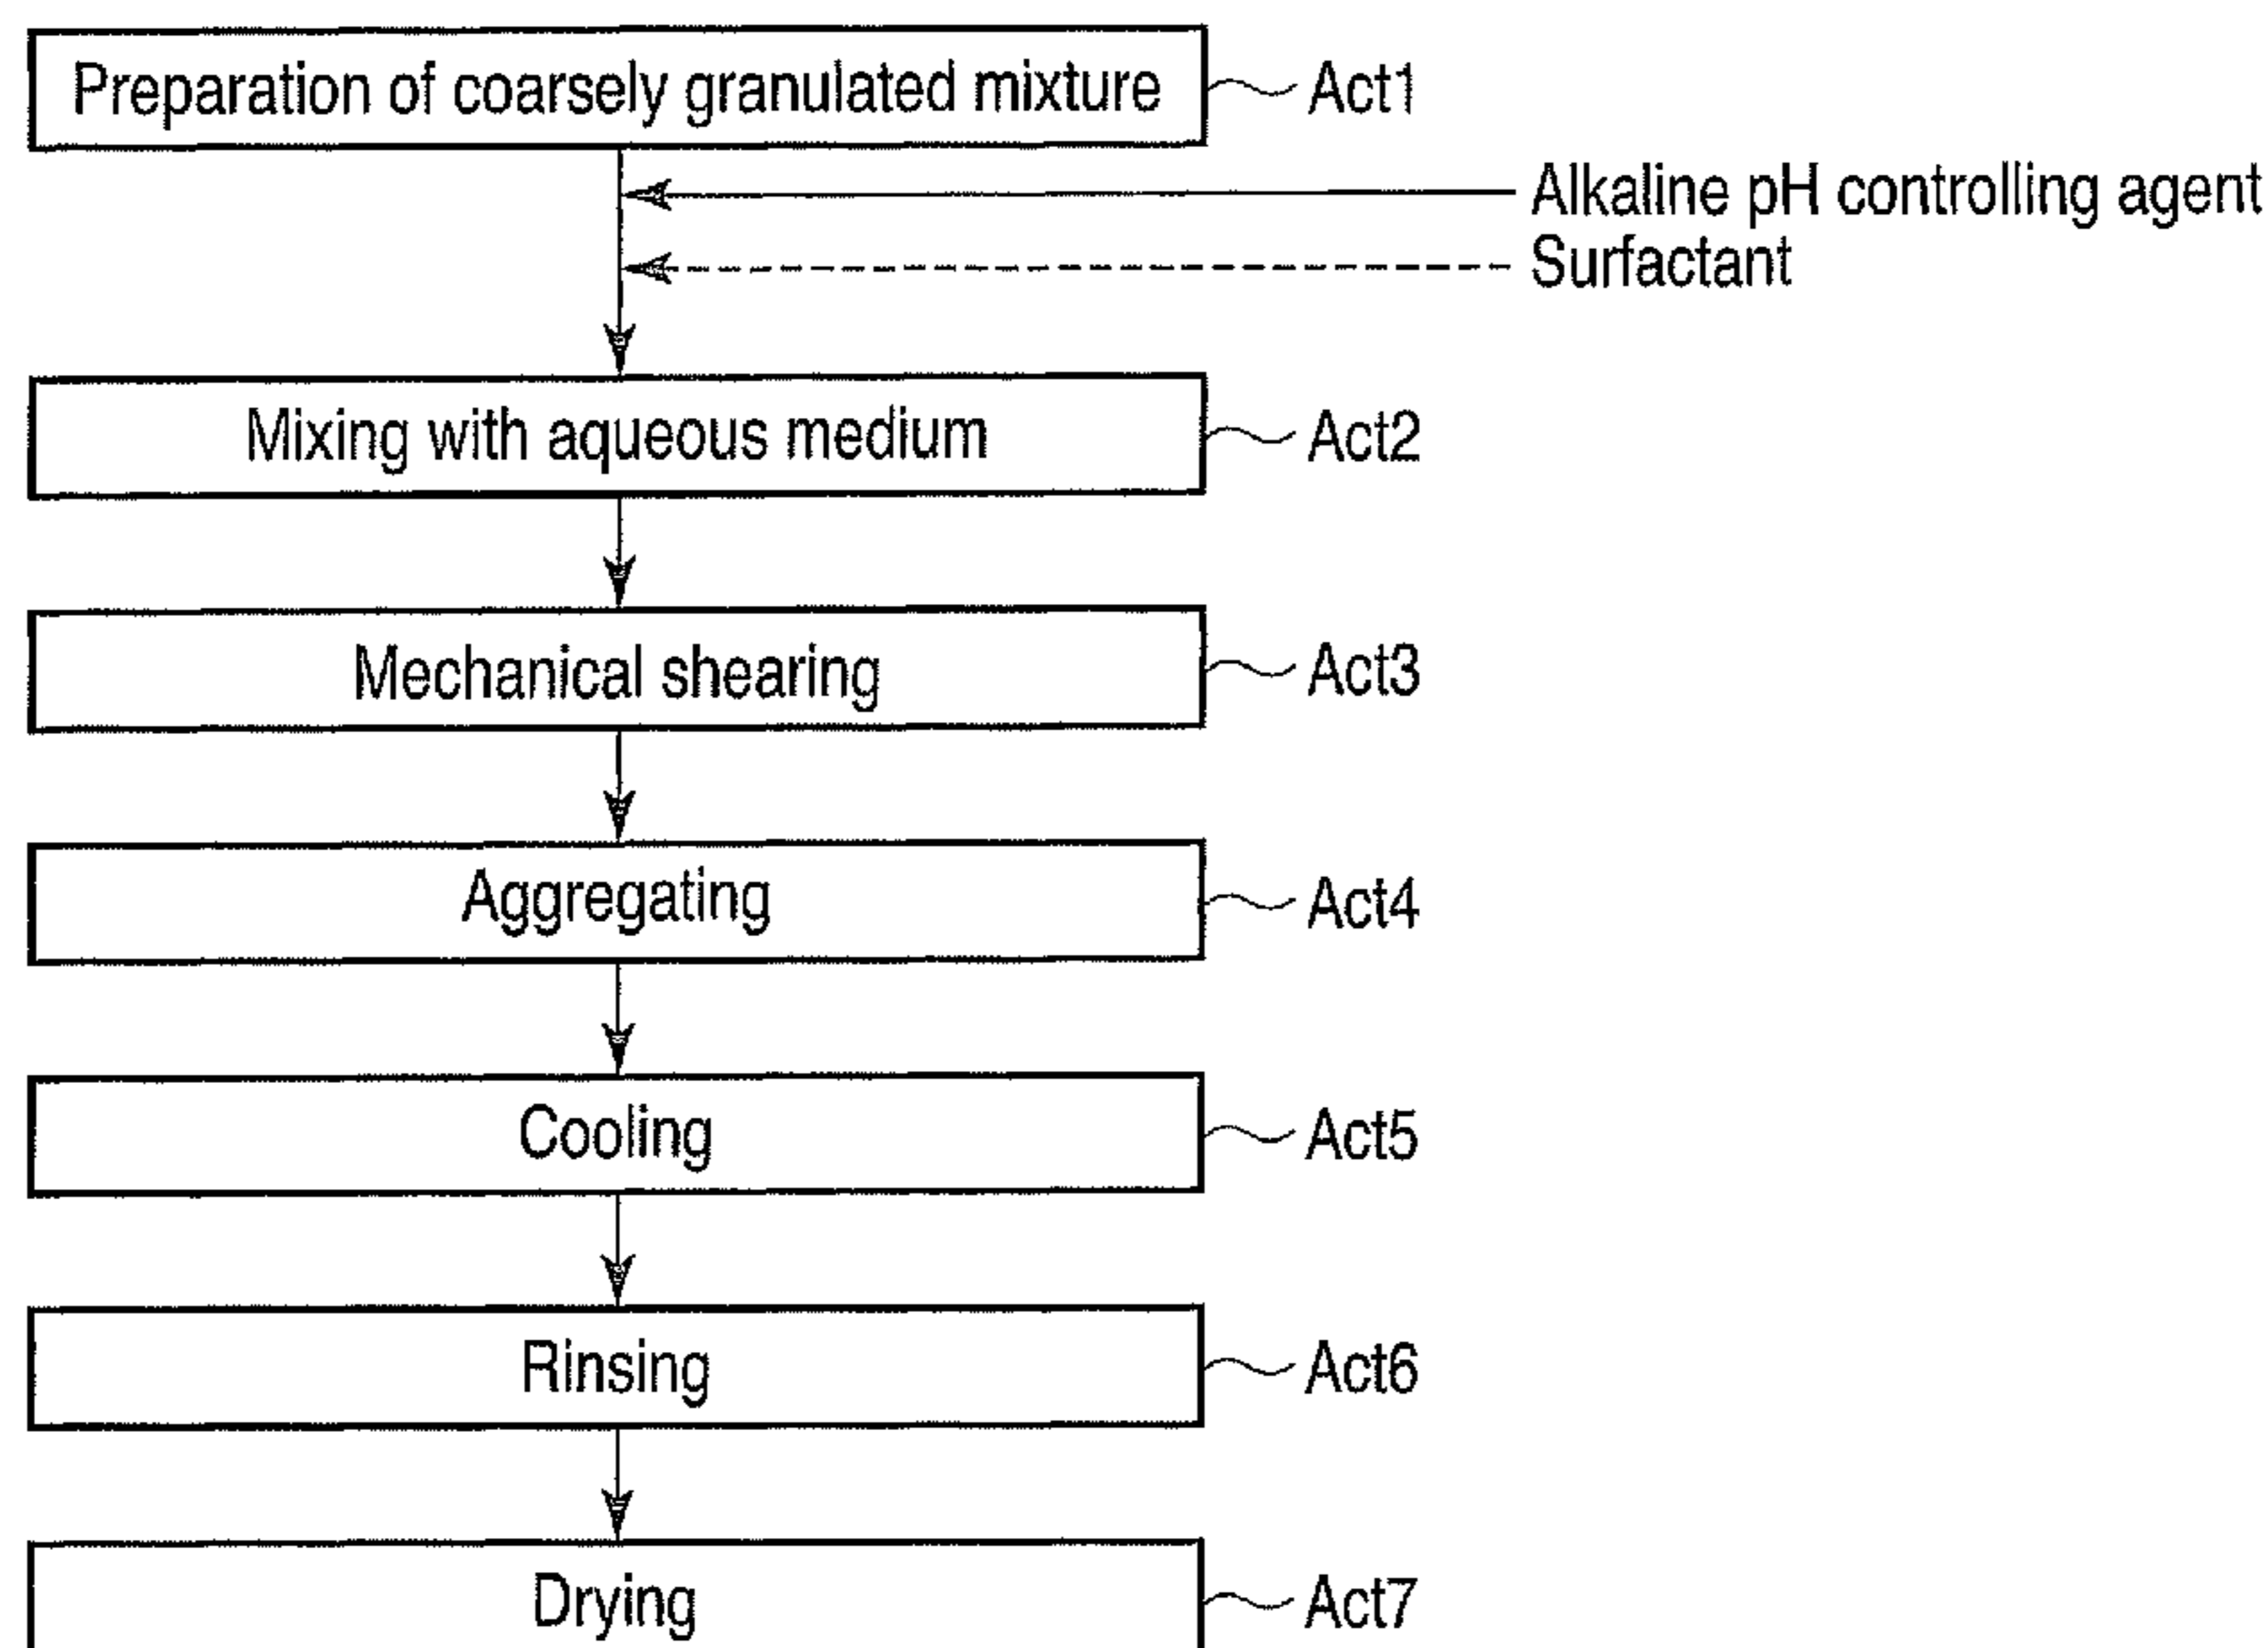 Preparation of coarsely granulated mixture Act1
Alkaline pH controlling agent
Surfactant
Mixing with aqueous medium Act2
Mechanical shearing Act3
Aggregating Act4
Cooling Act5
Rinsing Act6
Drying Act7